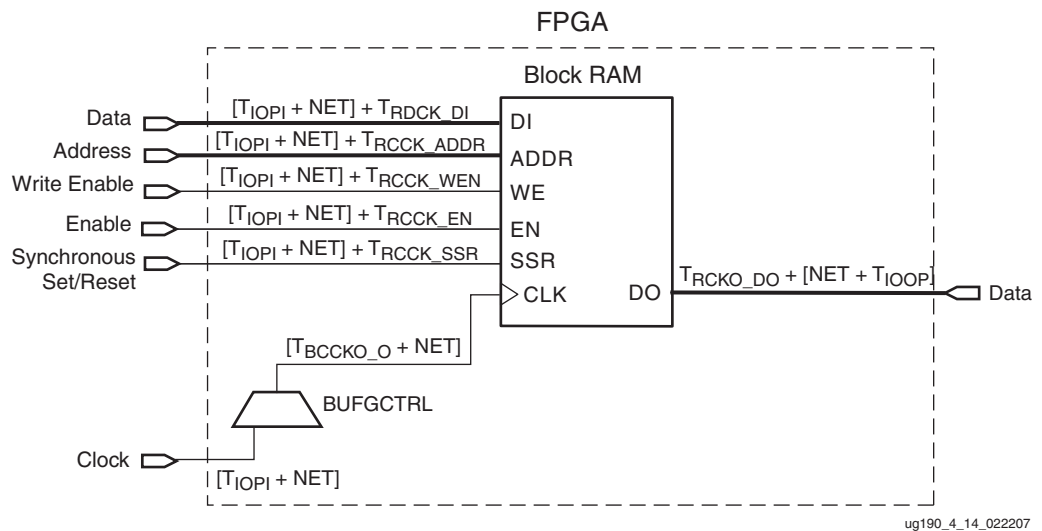 FPGA
Block RAM
Data
[TIOPI + NET] + TRDCK_DI
DI
Address
[TIOPI + NET] + TRCCK_ADDR
ADDR
Write Enable
[TIOPI + NET] + TRCCK_WEN
WE
Enable
[TIOPI + NET] + TRCCK_EN
EN
Synchronous
Set/Reset
[TIOPI + NET] + TRCCK_SSR
SSR
CLK
DO
TRCKO_DO + [NET + TIOOP]
Data
[TBCCKO_O + NET]
BUFGCTRL
Clock
[TIOPI + NET]
ug190_4_14_022207